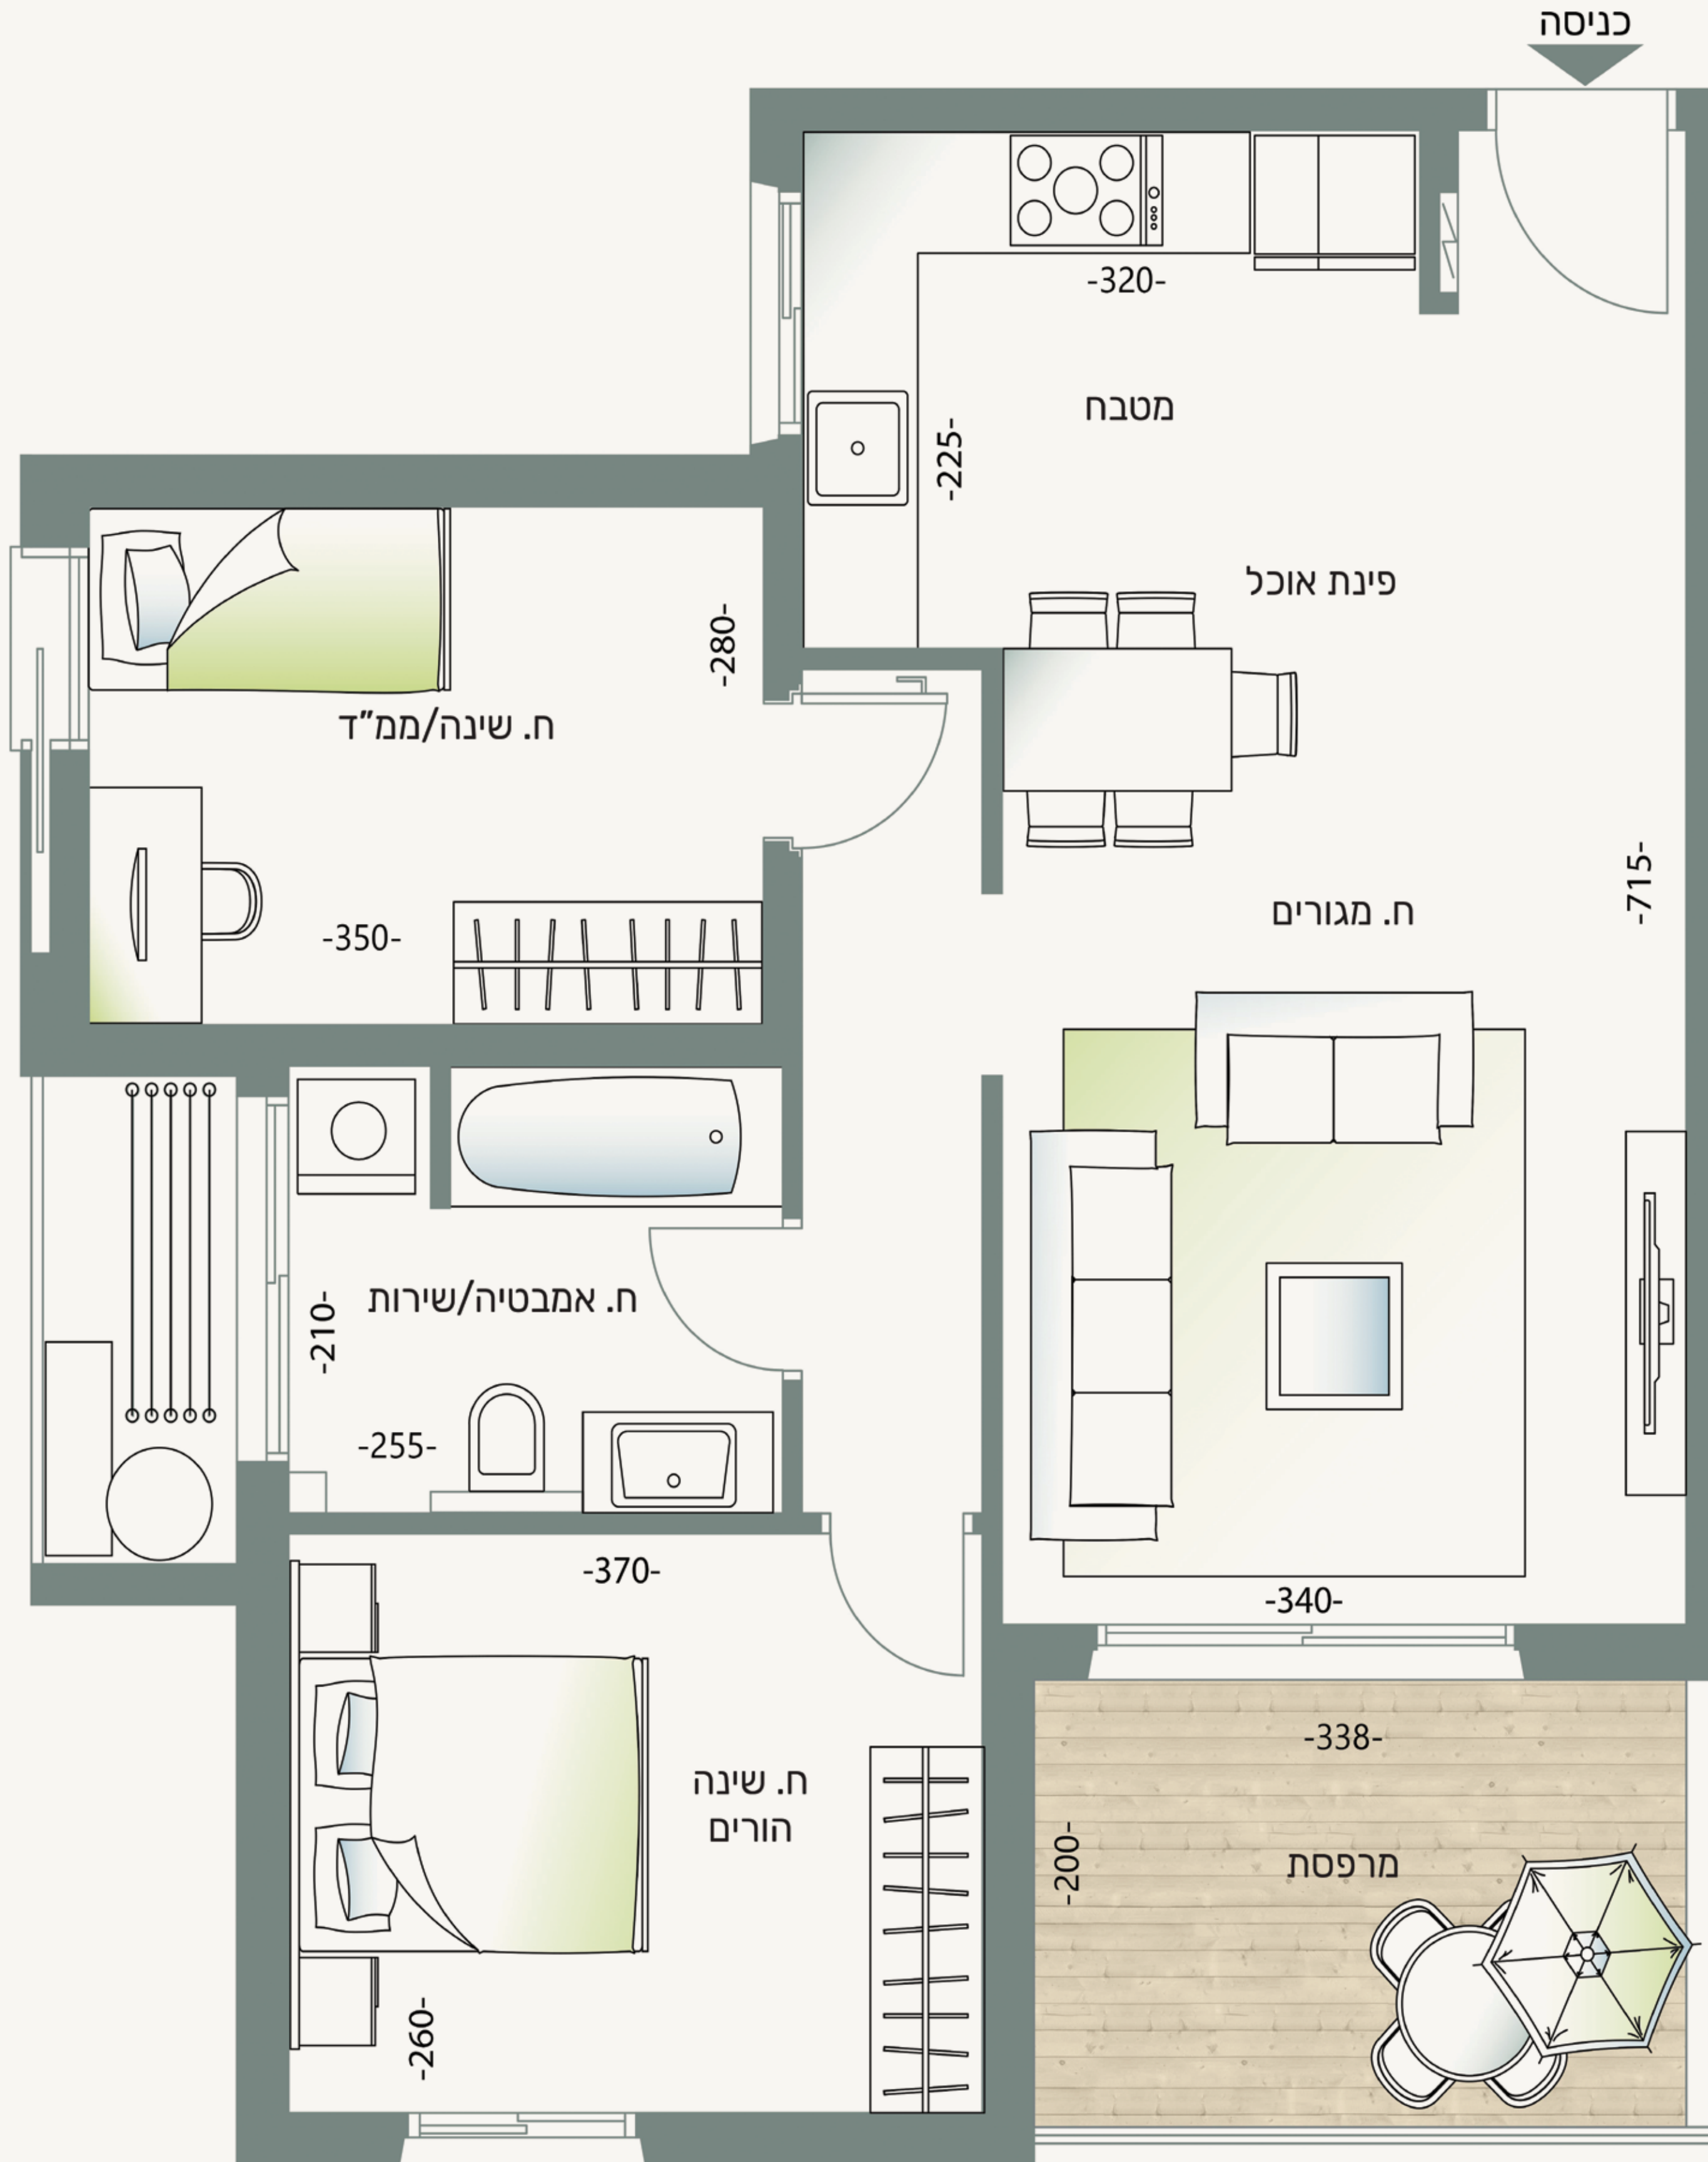 כניסה
-320-
מטבח
-225-
פינת אוכל
-280-
ח. שינה/ממ״ד
-715-
ח. מגורים
-350-
ח. אמבטיה/שירות
-210-
-255-
-370-
-340-
-338-
ח. שינה
הורים
-200-
מרפסת
-260-